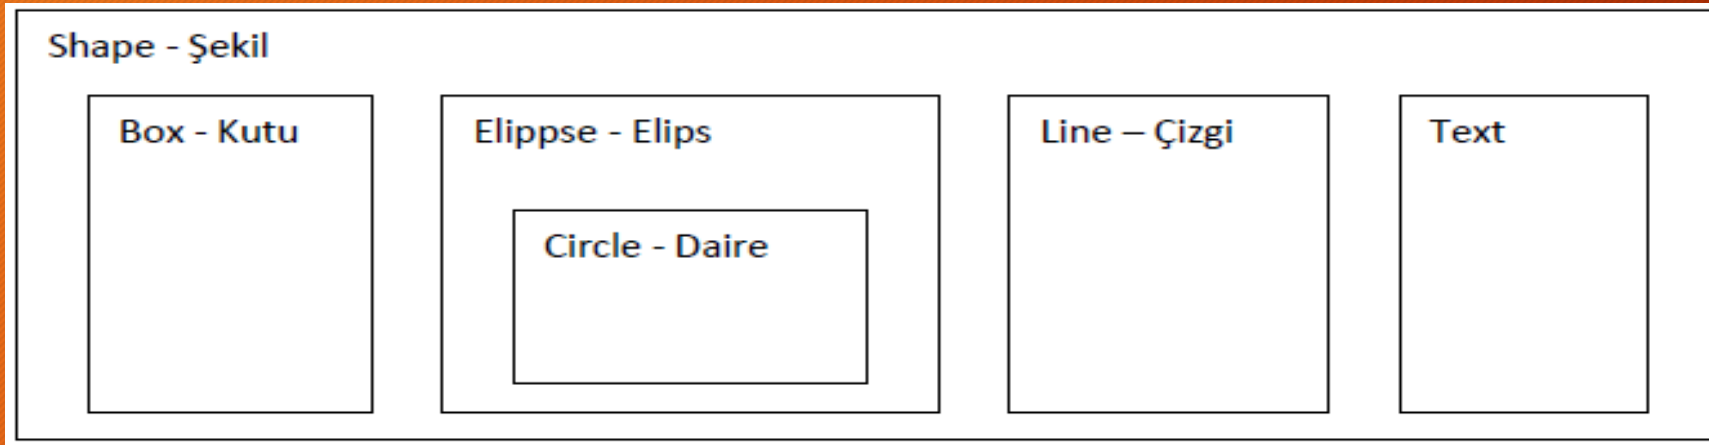 Shape - Şekil
Box - Kutu
Elippse - Elips
Line – Çizgi
Text
Circle - Daire